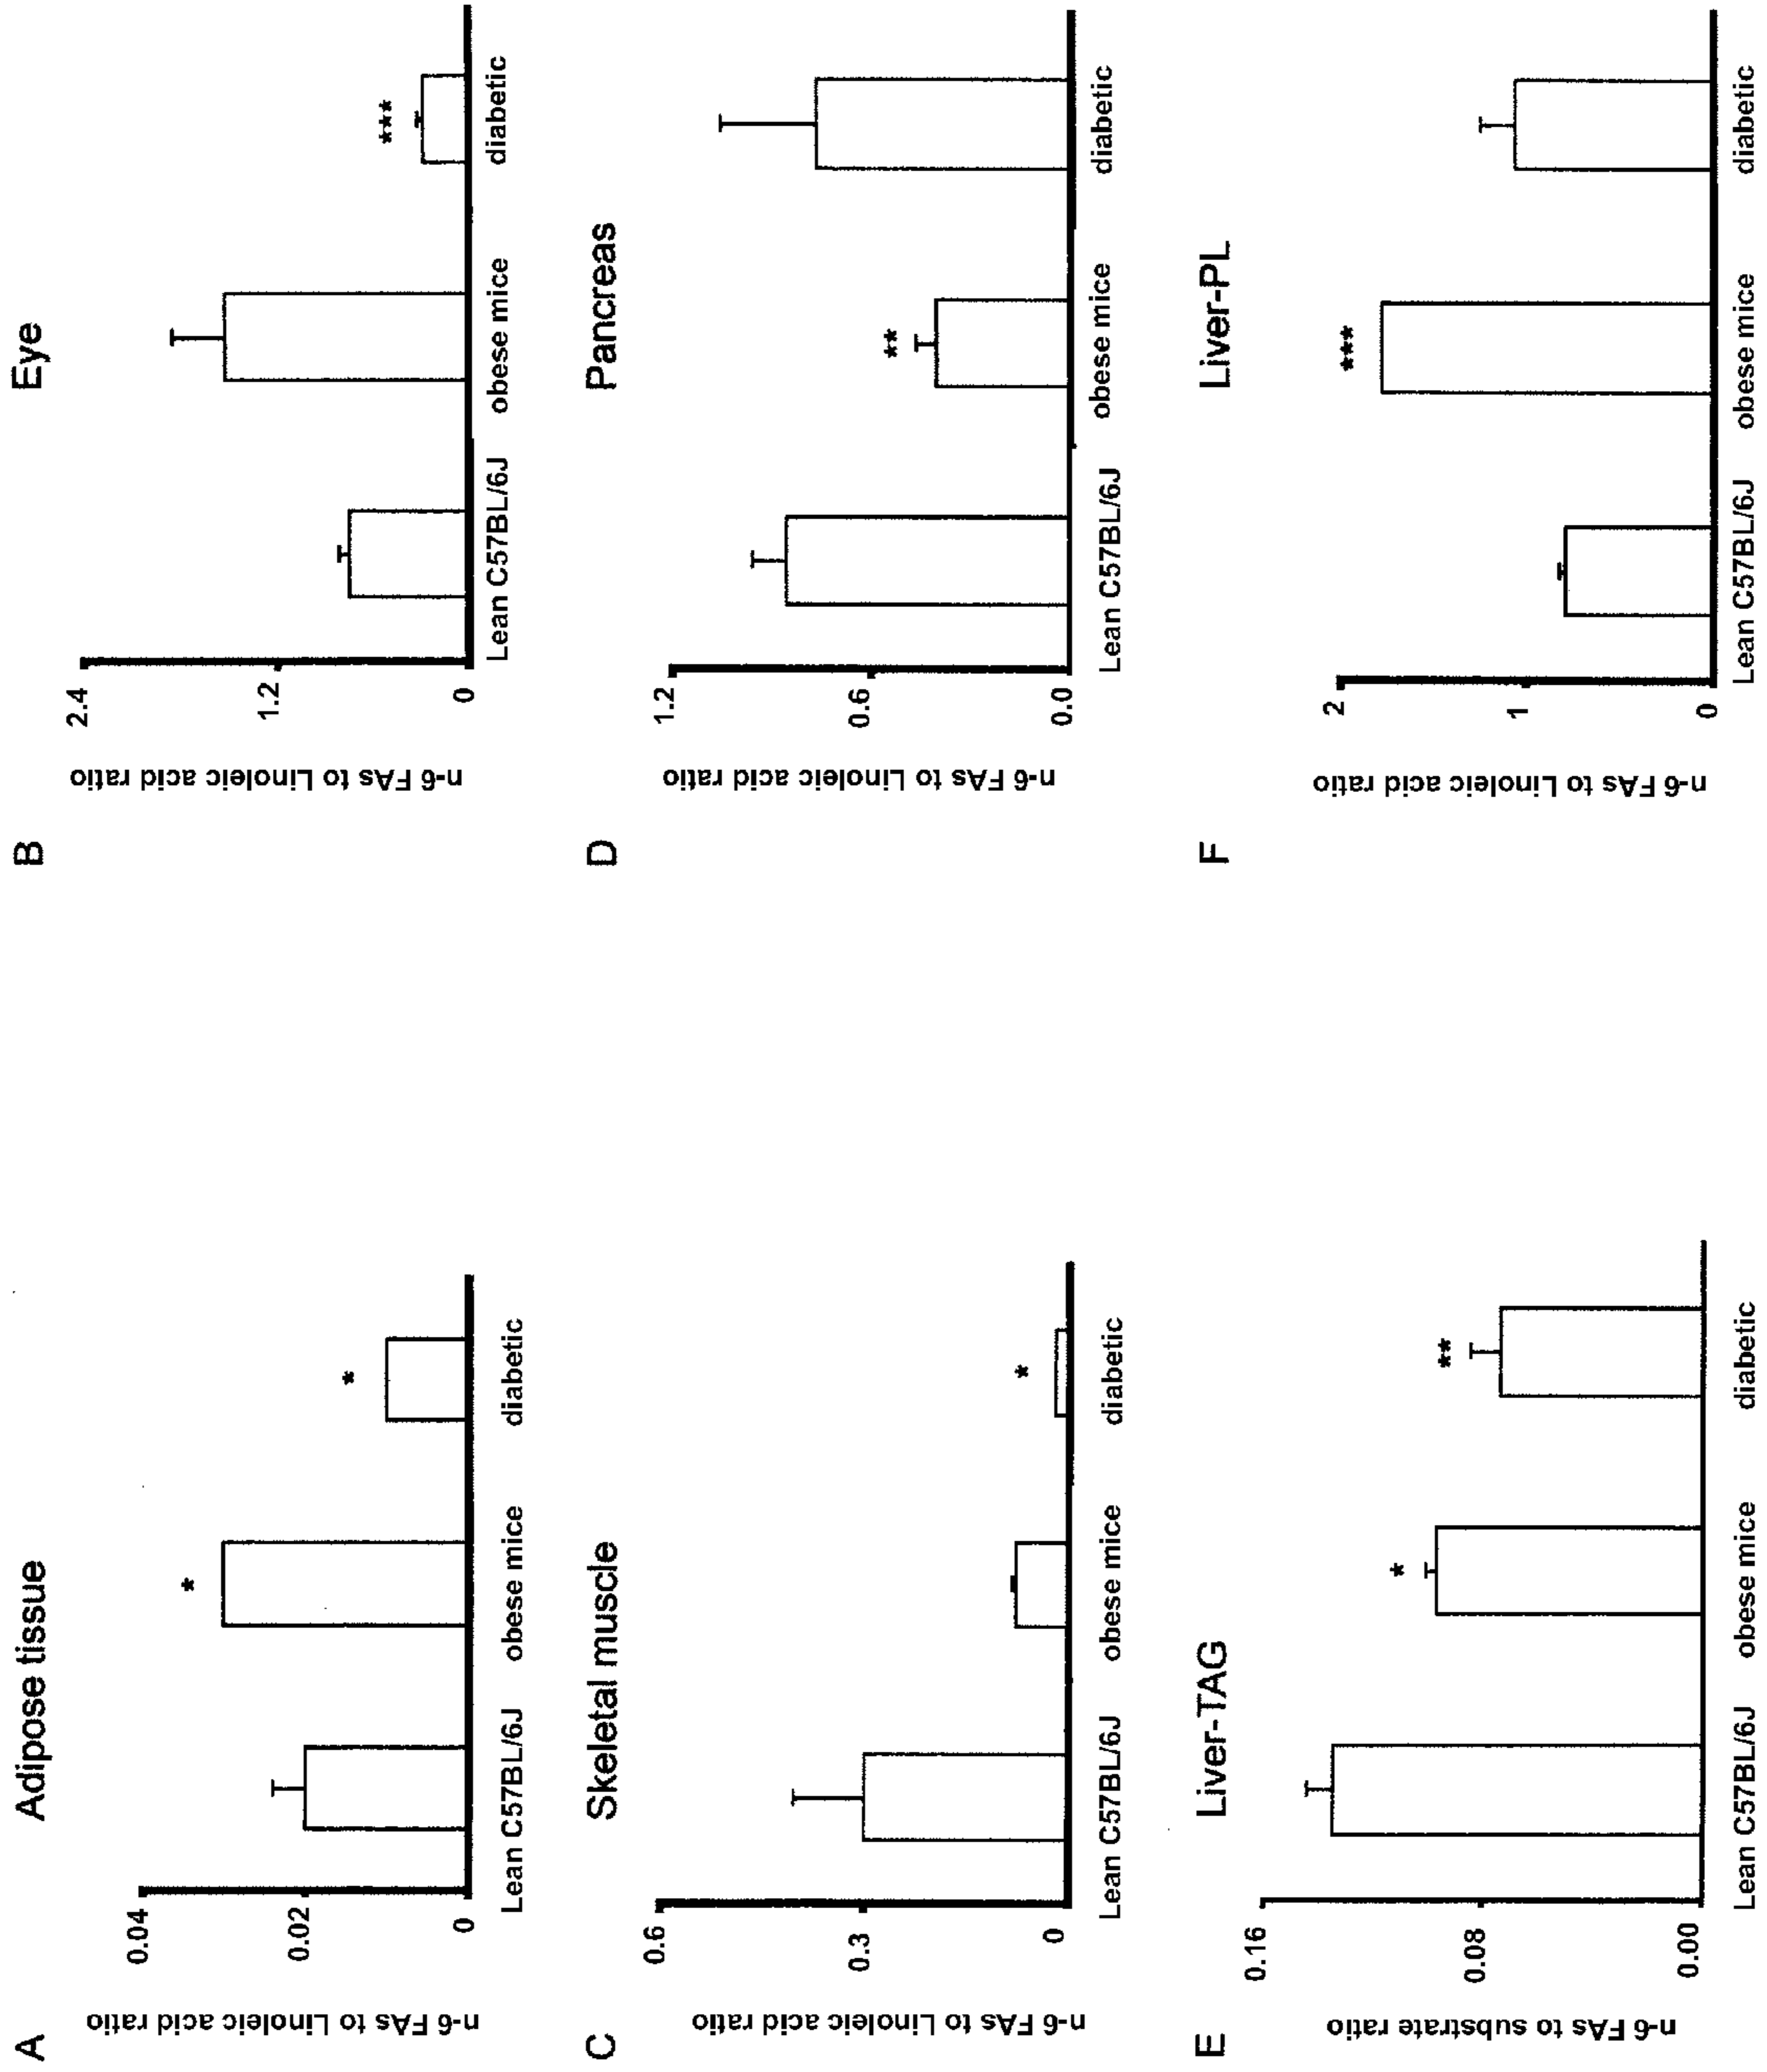 A
Adipose tissue
n-6 FAs to Linoleic acid ratio
0.04
0.02
0
*
*
Lean C57BL/6J
obese mice
diabetic
B
Eye
n-6 FAs to Linoleic acid ratio
2.4
1.2
0
***
Lean C57BL/6J
obese mice
diabetic
C
Skeletal muscle
n-6 FAs to Linoleic acid ratio
0.6
0.3
0
*
Lean C57BL/6J
obese mice
diabetic
D
Pancreas
n-6 FAs to Linoleic acid ratio
1.2
0.6
0.0
**
Lean C57BL/6J
obese mice
diabetic
E
Liver-TAG
n-6 FAs to substrate ratio
0.16
0.08
0.00
*
**
Lean C57BL/6J
obese mice
diabetic
F
Liver-PL
n-6 FAs to Linoleic acid ratio
2
1
0
***
Lean C57BL/6J
obese mice
diabetic